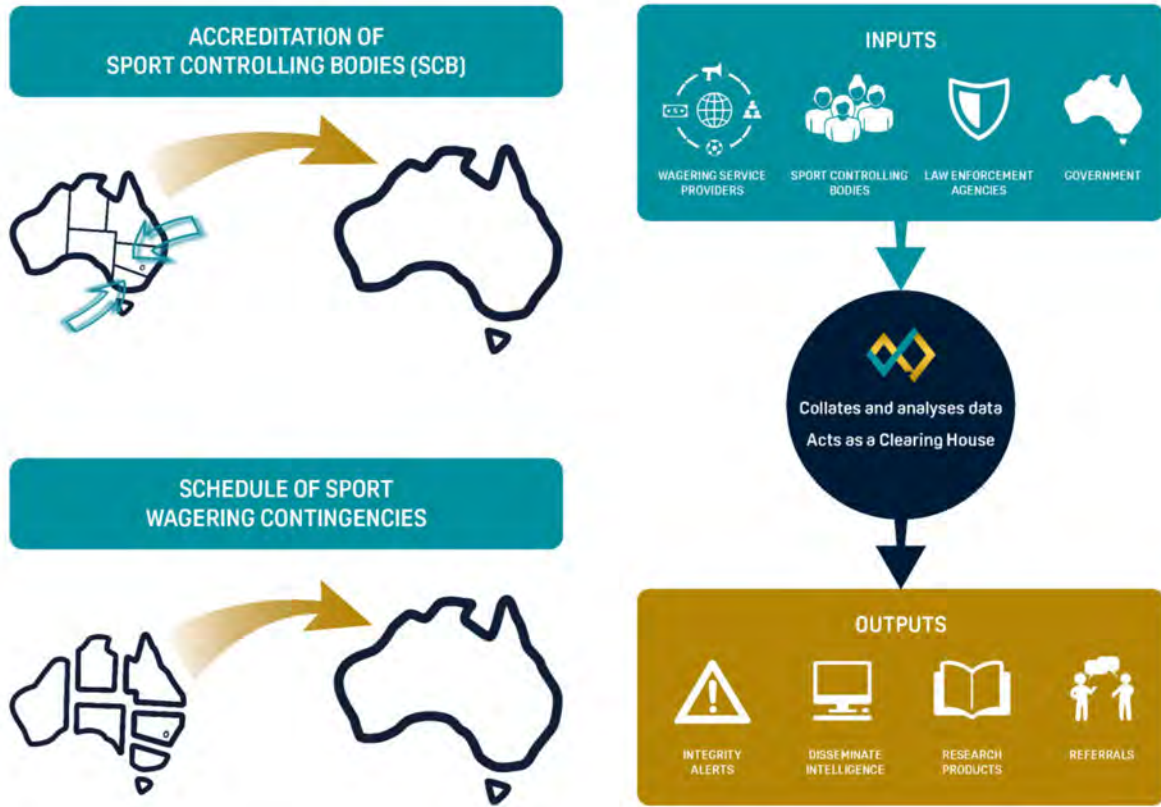 ACCREDITATION OF
SPORT CONTROLLING BODIES (SCB)
SCHEDULE OF SPORT
WAGERING CONTINGENCIES
INPUTS
WAGERING SERVICE
PROVIDERS
SPORT CONTROLLING
BODIES
LAW ENFORCEMENT
AGENCIES
GOVERNMENT
Collates and analyses data
Acts as a Clearing House
OUTPUTS
INTEGRITY
ALERTS
DISSEMINATE
INTELLIGENCE
RESEARCH
PRODUCTS
REFERRALS